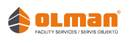 OLMAN
FACILITY SERVICES / SERVIS OBJEKTŮ